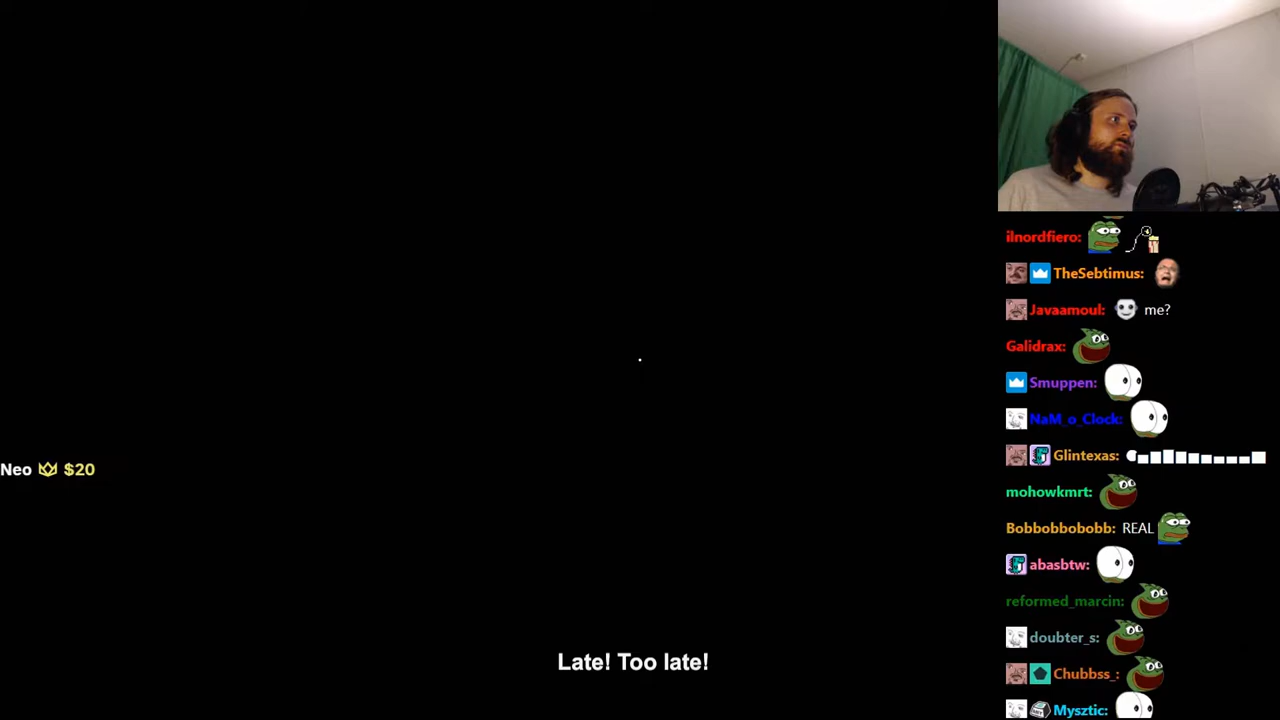 ilnordfiero:
TheSebtimus:
Javaamoul: me?
Galidrax:
Smuppen:
NaM_o_Clock:
Glintexas:
Neo $20
mohowkmrt:
Bobbobbobobb: REAL
abasbtw:
reformed_marcin:
doubter_s:
Late! Too late!
Chubbss_:
Mysztic: